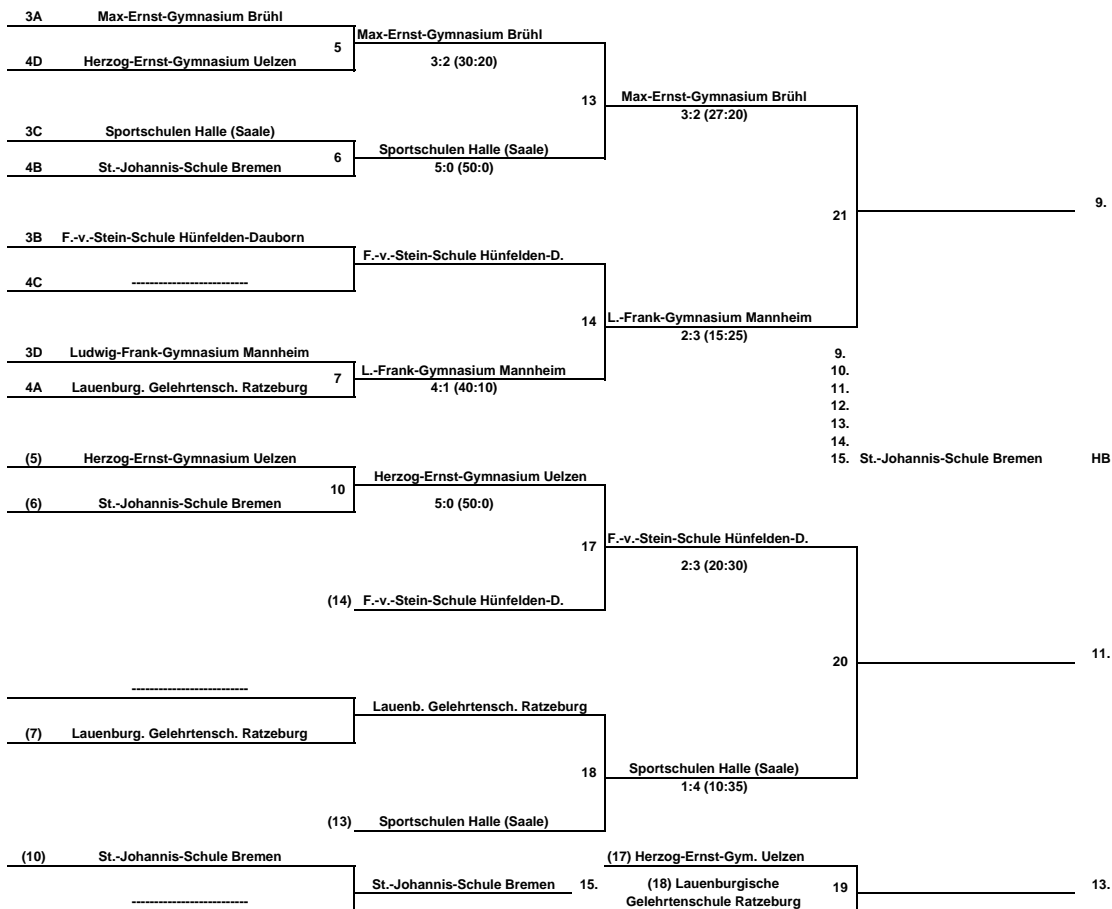 3A Max-Ernst-Gymnasium Brühl
5 Max-Ernst-Gymnasium Brühl
4D Herzog-Ernst-Gymnasium Uelzen 3:2 (30:20)
13 Max-Ernst-Gymnasium Brühl
3:2 (27:20)
3C Sportschulen Halle (Saale)
6 Sportschulen Halle (Saale)
4B St.-Johannis-Schule Bremen 5:0 (50:0)
21 9.
3B F.-v.-Stein-Schule Hünfelden-Dauborn
F.-v.-Stein-Schule Hünfelden-D.
4C --------------------------
14 L.-Frank-Gymnasium Mannheim
2:3 (15:25)
3D Ludwig-Frank-Gymnasium Mannheim 9.
7 L.-Frank-Gymnasium Mannheim 10.
4A Lauenburg. Gelehrtensch. Ratzeburg 4:1 (40:10) 11.
12.
13.
14.
(5) Herzog-Ernst-Gymnasium Uelzen 15. St.-Johannis-Schule Bremen HB
10 Herzog-Ernst-Gymnasium Uelzen
(6) St.-Johannis-Schule Bremen 5:0 (50:0)
17 F.-v.-Stein-Schule Hünfelden-D.
2:3 (20:30)
(14) F.-v.-Stein-Schule Hünfelden-D.
20 11.
--------------------------
Lauenb. Gelehrtensch. Ratzeburg
(7) Lauenburg. Gelehrtensch. Ratzeburg
18 Sportschulen Halle (Saale)
1:4 (10:35)
(13) Sportschulen Halle (Saale)
(10) St.-Johannis-Schule Bremen (17) Herzog-Ernst-Gym. Uelzen
St.-Johannis-Schule Bremen 15. (18) Lauenburgische 19 13.
-------------------------- Gelehrtenschule Ratzeburg